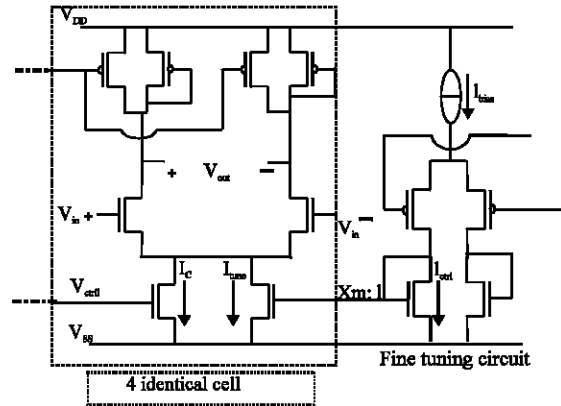 V_DD
I_bias
+ V_out −
V_in +
V_in −
I_C I_tune
V_ctrl
Xm: 1
I_ctrl
V_SS
Fine tuning circuit
4 identical cell